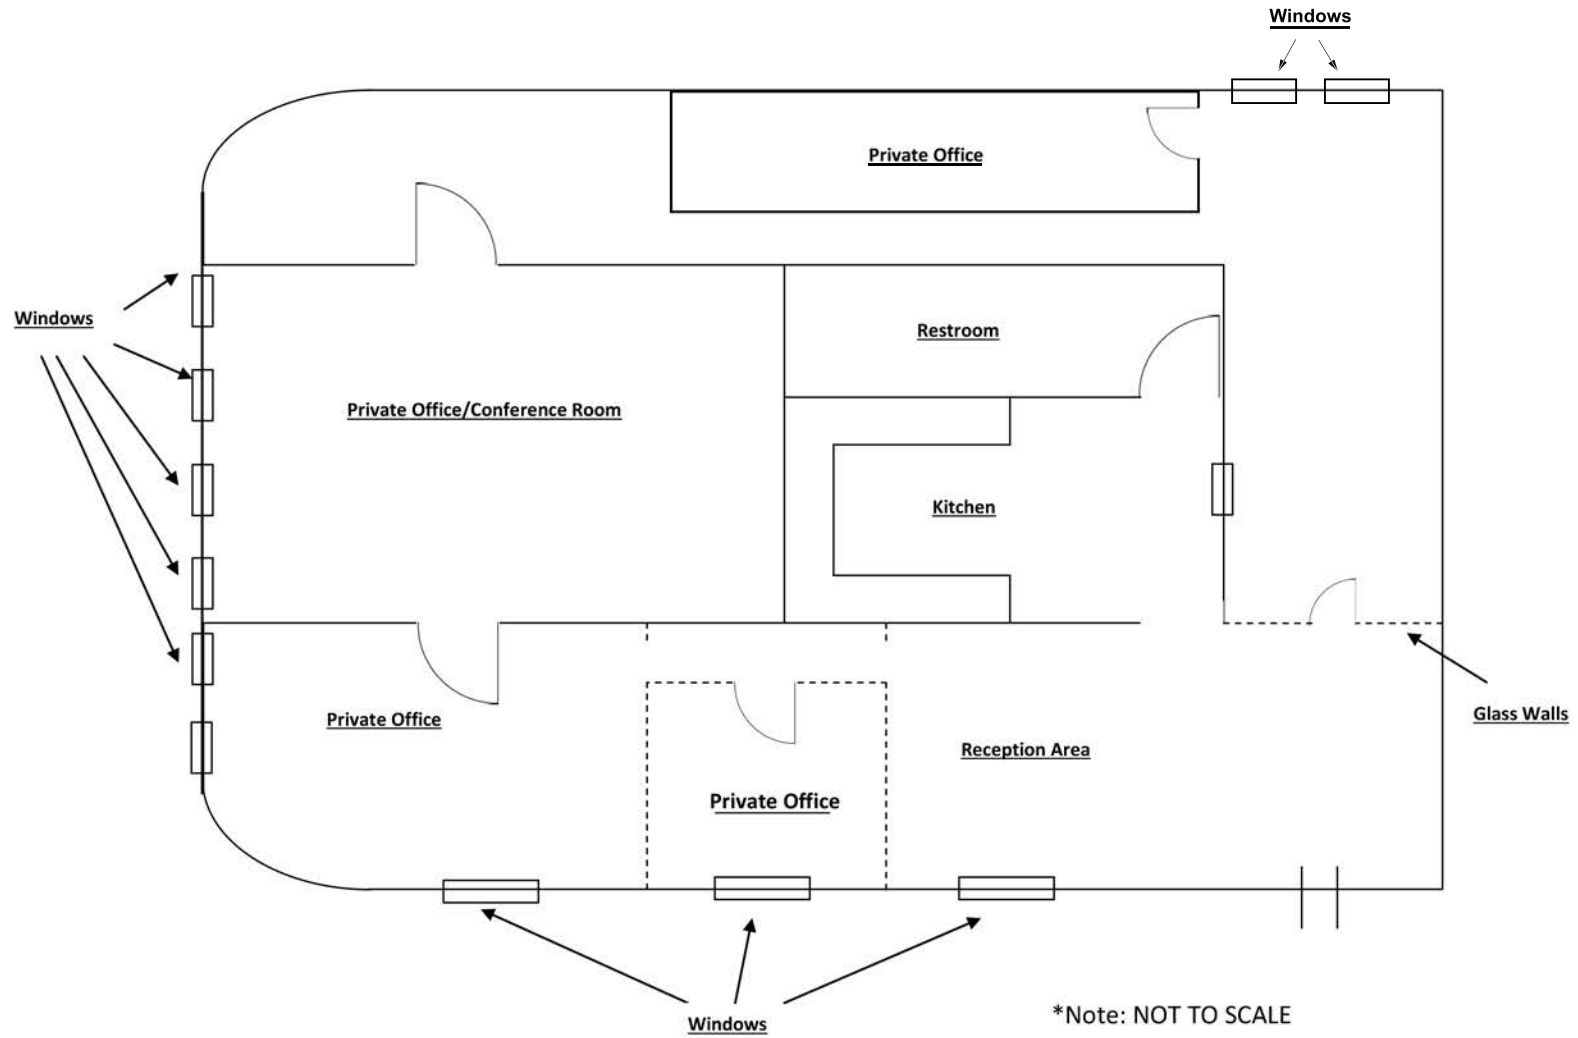 Windows
Private Office
Windows
Restroom
Private Office/Conference Room
Kitchen
Glass Walls
Private Office
Reception Area
Private Office
Windows
*Note: NOT TO SCALE